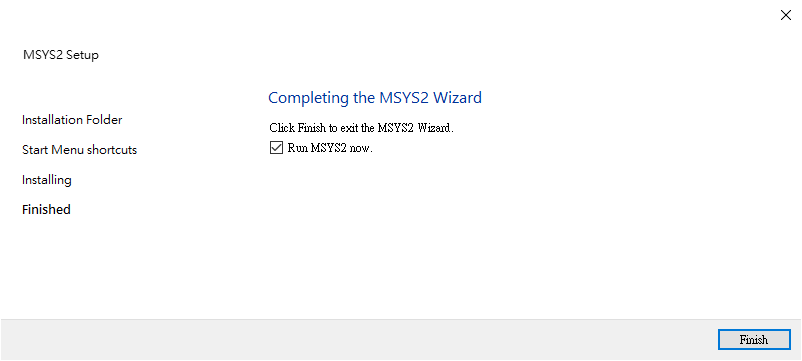 MSYS2 Setup
Installation Folder
Start Menu shortcuts
Installing
Finished
Completing the MSYS2 Wizard
Click Finish to exit the MSYS2 Wizard.
Run MSYS2 now.
Finish